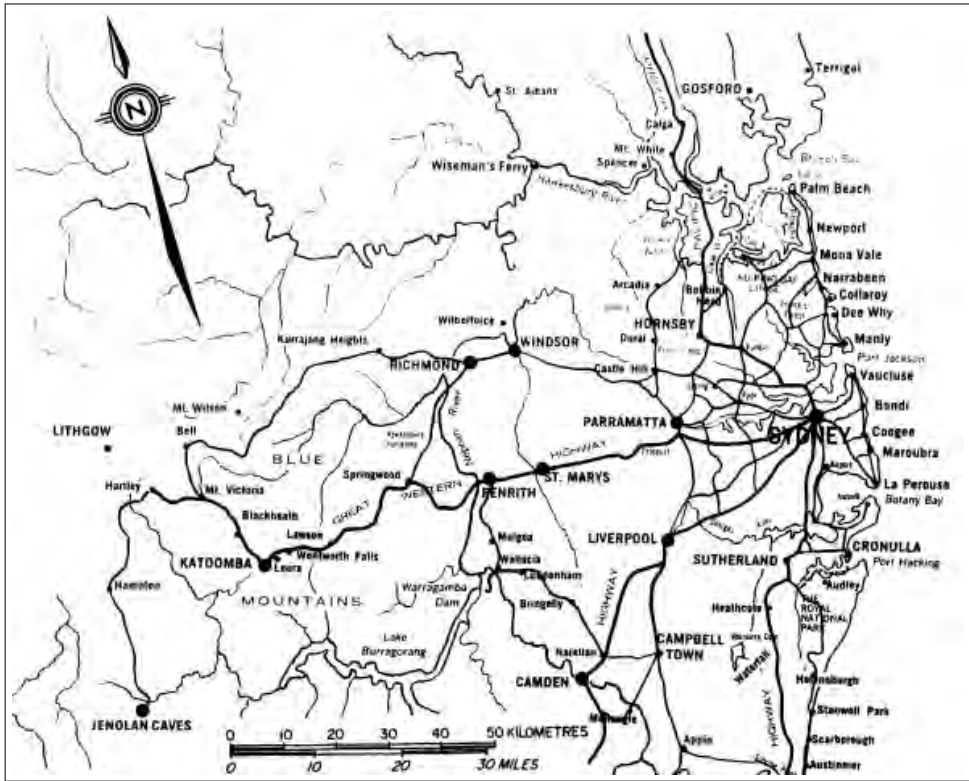 Terrigal
GOSFORD
St. Albans
Calga
Mt. White
Spencer
Wiseman's Ferry
Hawkesbury River
Palm Beach
Newport
Mona Vale
Narrabeen
Collaroy
Dee Why
Arcadia
Bobbin Head
HORNSBY
Manly
Port Jackson
Wilberforce
WINDSOR
Dural
Kurrajong Heights
RICHMOND
Castle Hill
Vaucluse
Mt. Wilson
Bondi
LITHGOW
Bell
PARRAMATTA
SYDNEY
Coogee
BLUE
River
Nepean
HIGHWAY
Maroubra
Springwood
ST. MARYS
La Perouse
Hartley
Mt. Victoria
GREAT
WESTERN
PENRITH
Botany Bay
Blackheath
Lawson
Mulgoa
LIVERPOOL
CRONULLA
KATOOMBA
Wentworth Falls
Leura
Wallacia
SUTHERLAND
Port Hacking
Hampton
Warragamba
Dam
Luddenham
Audley
MOUNTAINS
Bringelly
HIGHWAY
Heathcote
THE
ROYAL
NATIONAL
PARK
Lake
Burragorang
Narellan
CAMPBELL
TOWN
Waterfall
CAMDEN
Helensburgh
JENOLAN CAVES
Menangle
HIGHWAY
Stanwell Park
0 10 20 30 40 50 KILOMETRES
0 10 20 30 MILES
Appin
Scarborough
Austinmer
N